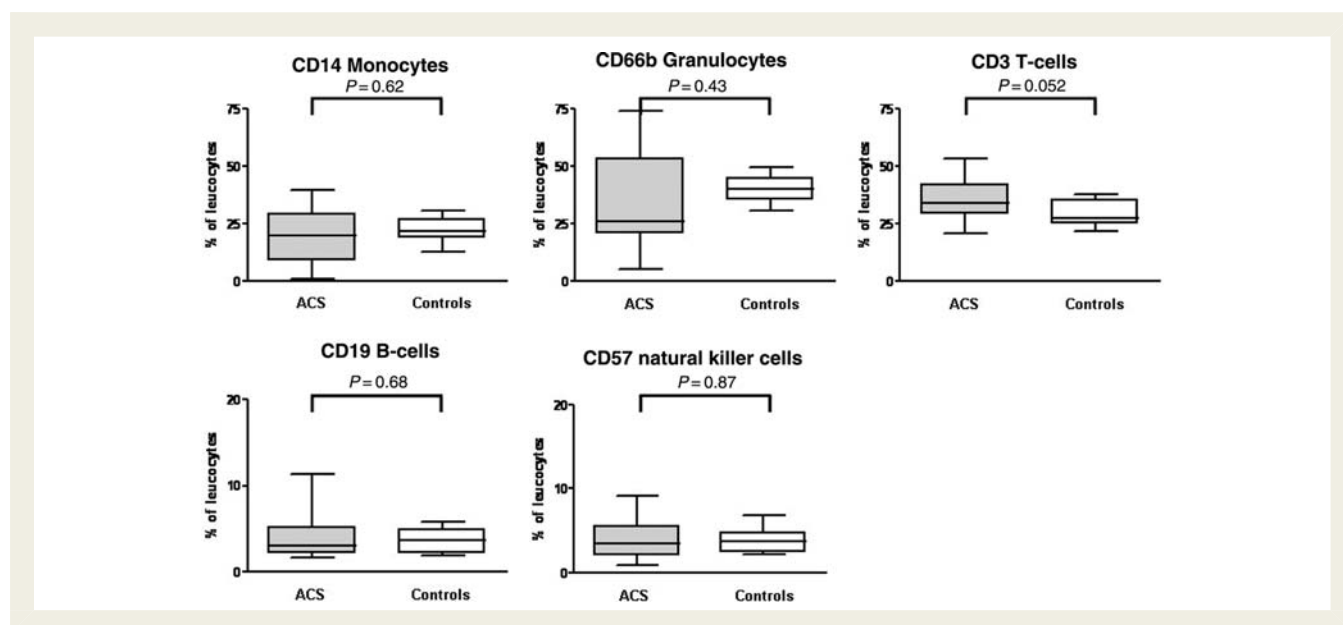 CD14 Monocytes
P = 0.62
75
50
25
0
% of leucocytes
ACS Controls
CD66b Granulocytes
P = 0.43
75
50
25
0
% of leucocytes
ACS Controls
CD3 T-cells
P = 0.052
75
50
25
0
% of leucocytes
ACS Controls
CD19 B-cells
P = 0.68
20
10
0
% of leucocytes
ACS Controls
CD57 natural killer cells
P = 0.87
20
10
0
% of leucocytes
ACS Controls